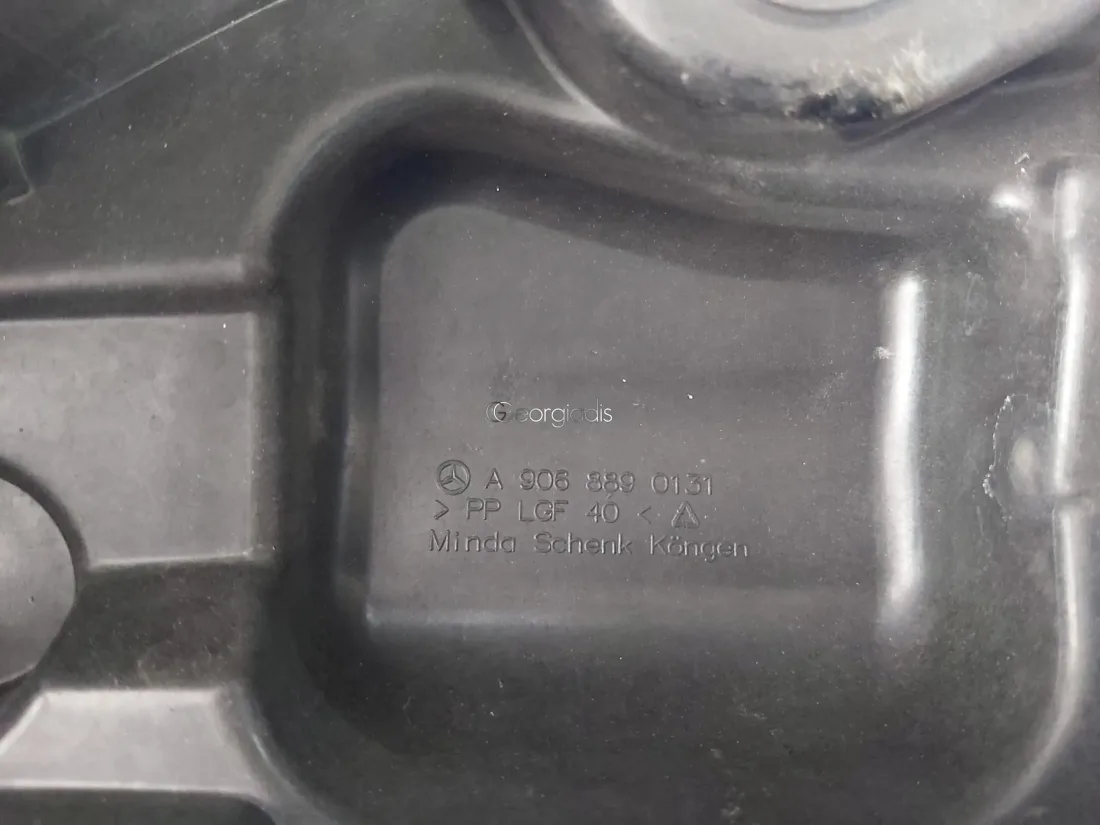 Georgiadis
A 906 889 0131
> PP LGF 40 <
Minda Schenk Köngen